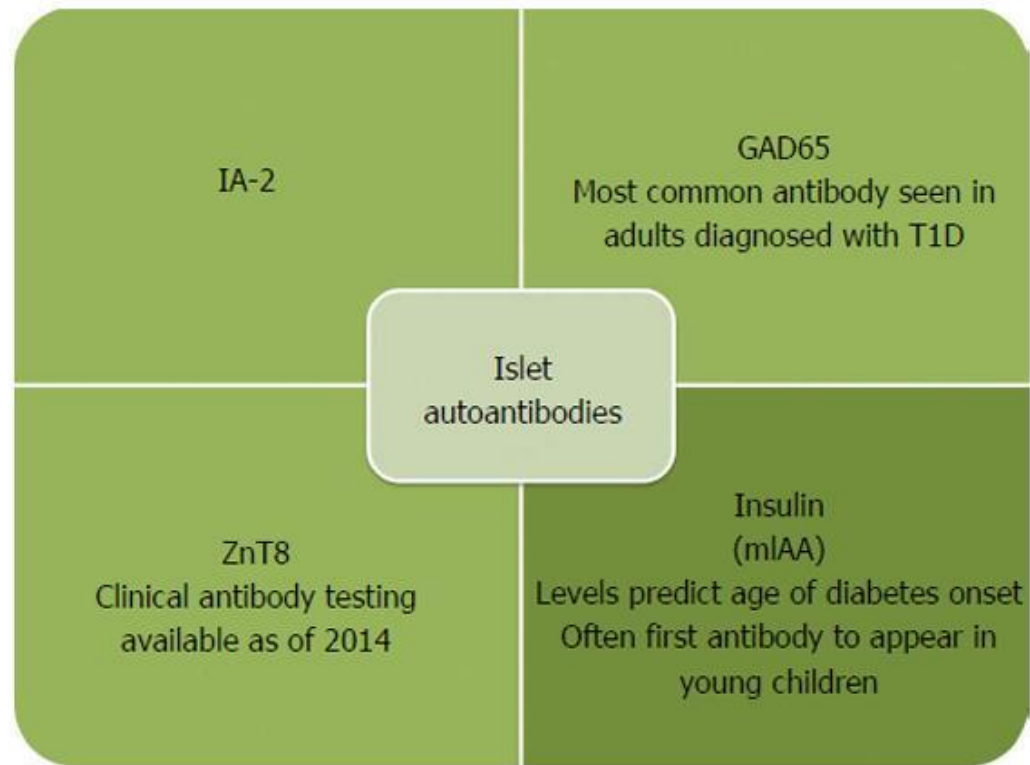 IA-2
GAD65
Most common antibody seen in
adults diagnosed with T1D
Islet
autoantibodies
ZnT8
Clinical antibody testing
available as of 2014
Insulin
(mIAA)
Levels predict age of diabetes onset
Often first antibody to appear in
young children